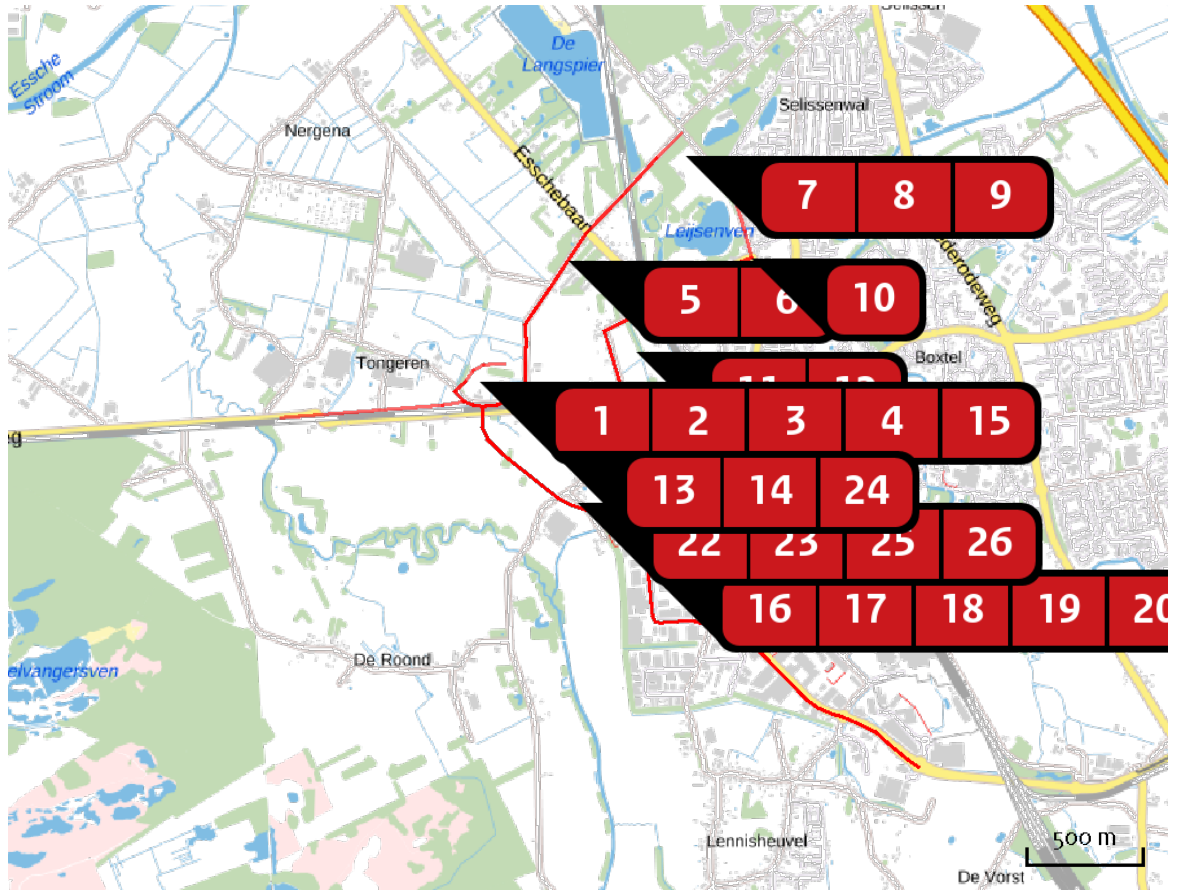 De
Langspier
Essche
Stroom
Selissenwal
Nergena
Esschebaan
7 8 9
Leijsenven
5 6 10
Tongeren
Boxtel
1 2 3 4 15
13 14 24
22 23 25 26
16 17 18 19 20
De Roond
elvangersven
500 m
Lennisheuvel
De Vorst